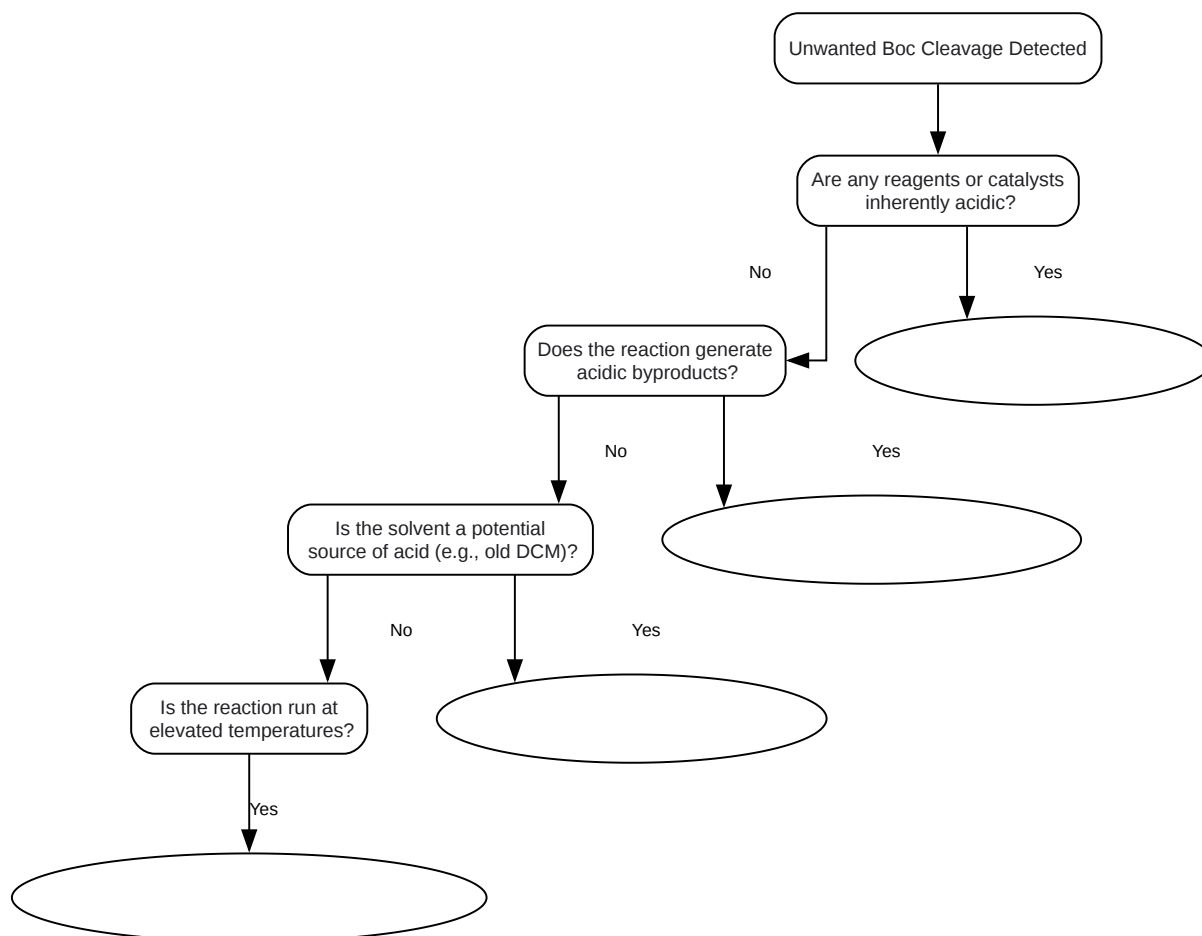 Unwanted Boc Cleavage Detected
Are any reagents or catalysts
inherently acidic?
No
Yes
Does the reaction generate
acidic byproducts?
No
Yes
Is the solvent a potential
source of acid (e.g., old DCM)?
No
Yes
Is the reaction run at
elevated temperatures?
Yes